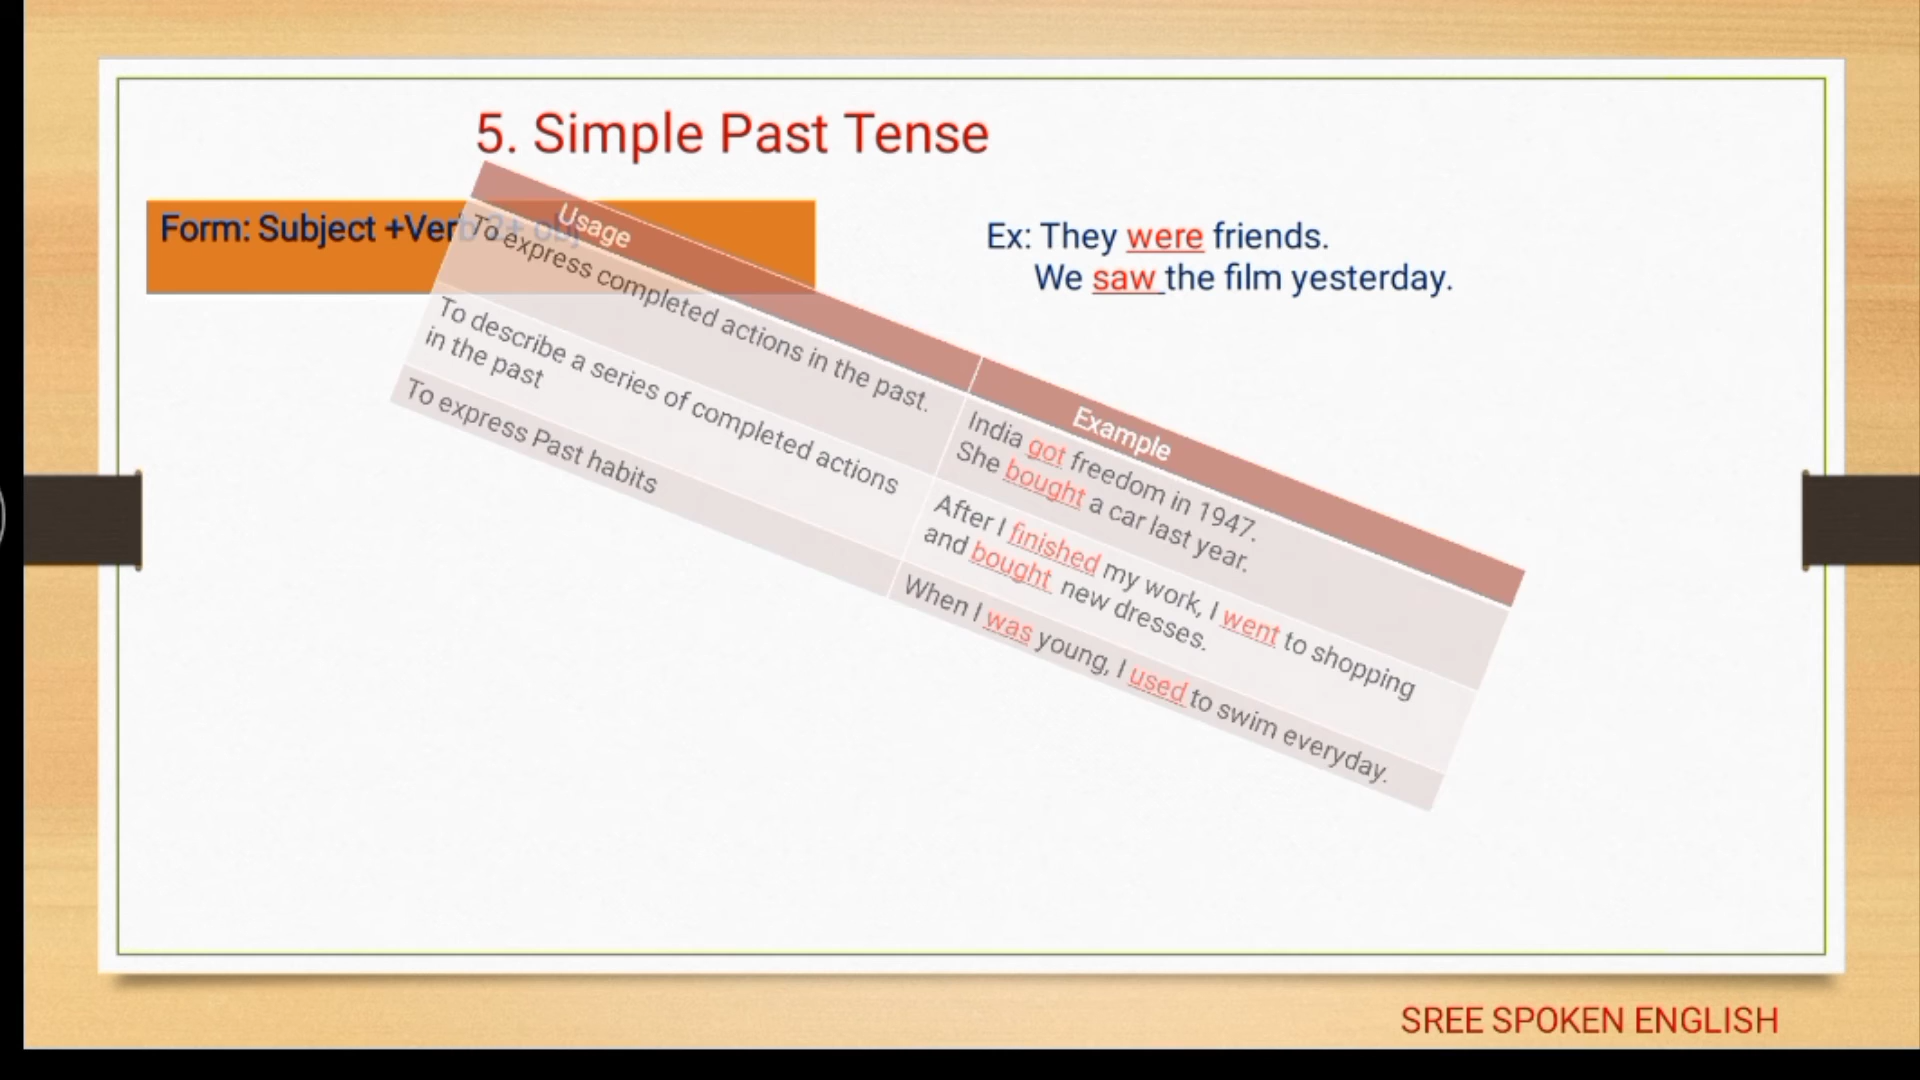 5. Simple Past Tense
Form: Subject +Verb 2+ obj
Ex: They were friends.
We saw the film yesterday.
Usage
Example
To express completed actions in the past.
India got freedom in 1947.
She bought a car last year.
To describe a series of completed actions
in the past
After I finished my work, I went to shopping
and bought new dresses.
To express Past habits
When I was young, I used to swim everyday.
SREE SPOKEN ENGLISH